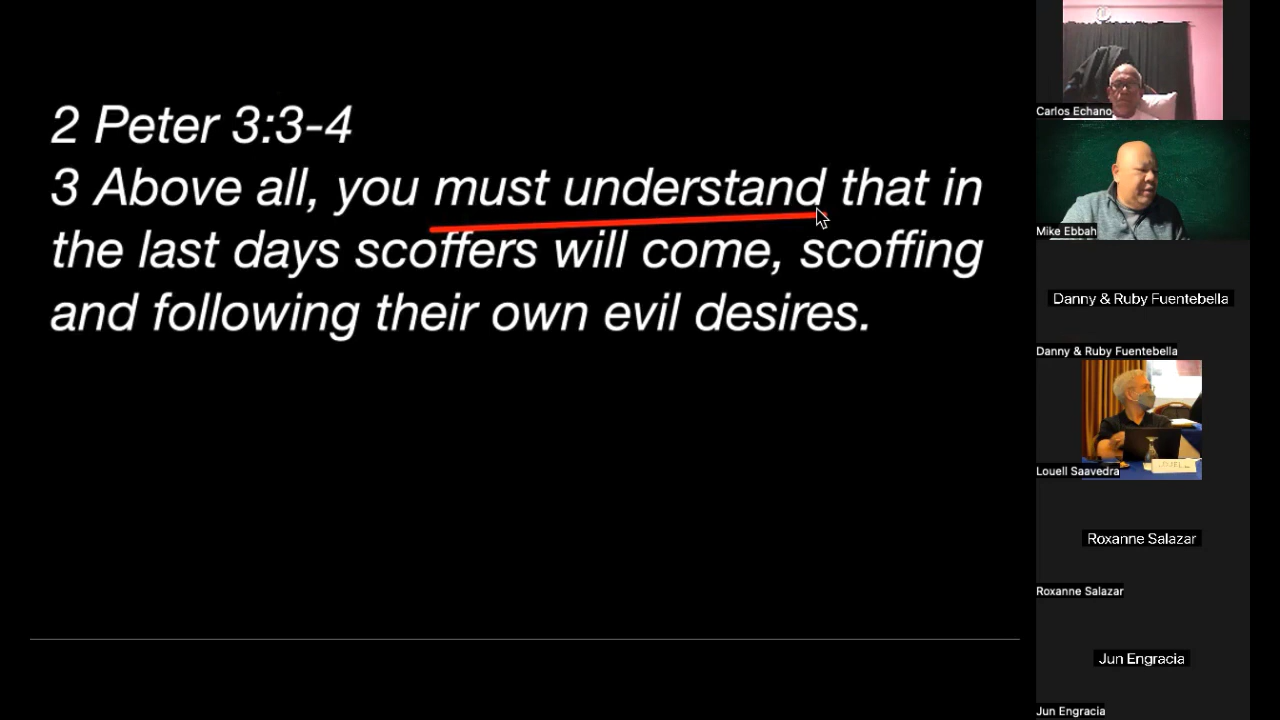 2 Peter 3:3-4
3 Above all, you must understand that in
the last days scoffers will come, scoffing
and following their own evil desires.
Carlos Echano
Mike Ebbah
Danny & Ruby Fuentebella
Danny & Ruby Fuentebella
Louell Saavedra
Roxanne Salazar
Roxanne Salazar
Jun Engracia
Jun Engracia